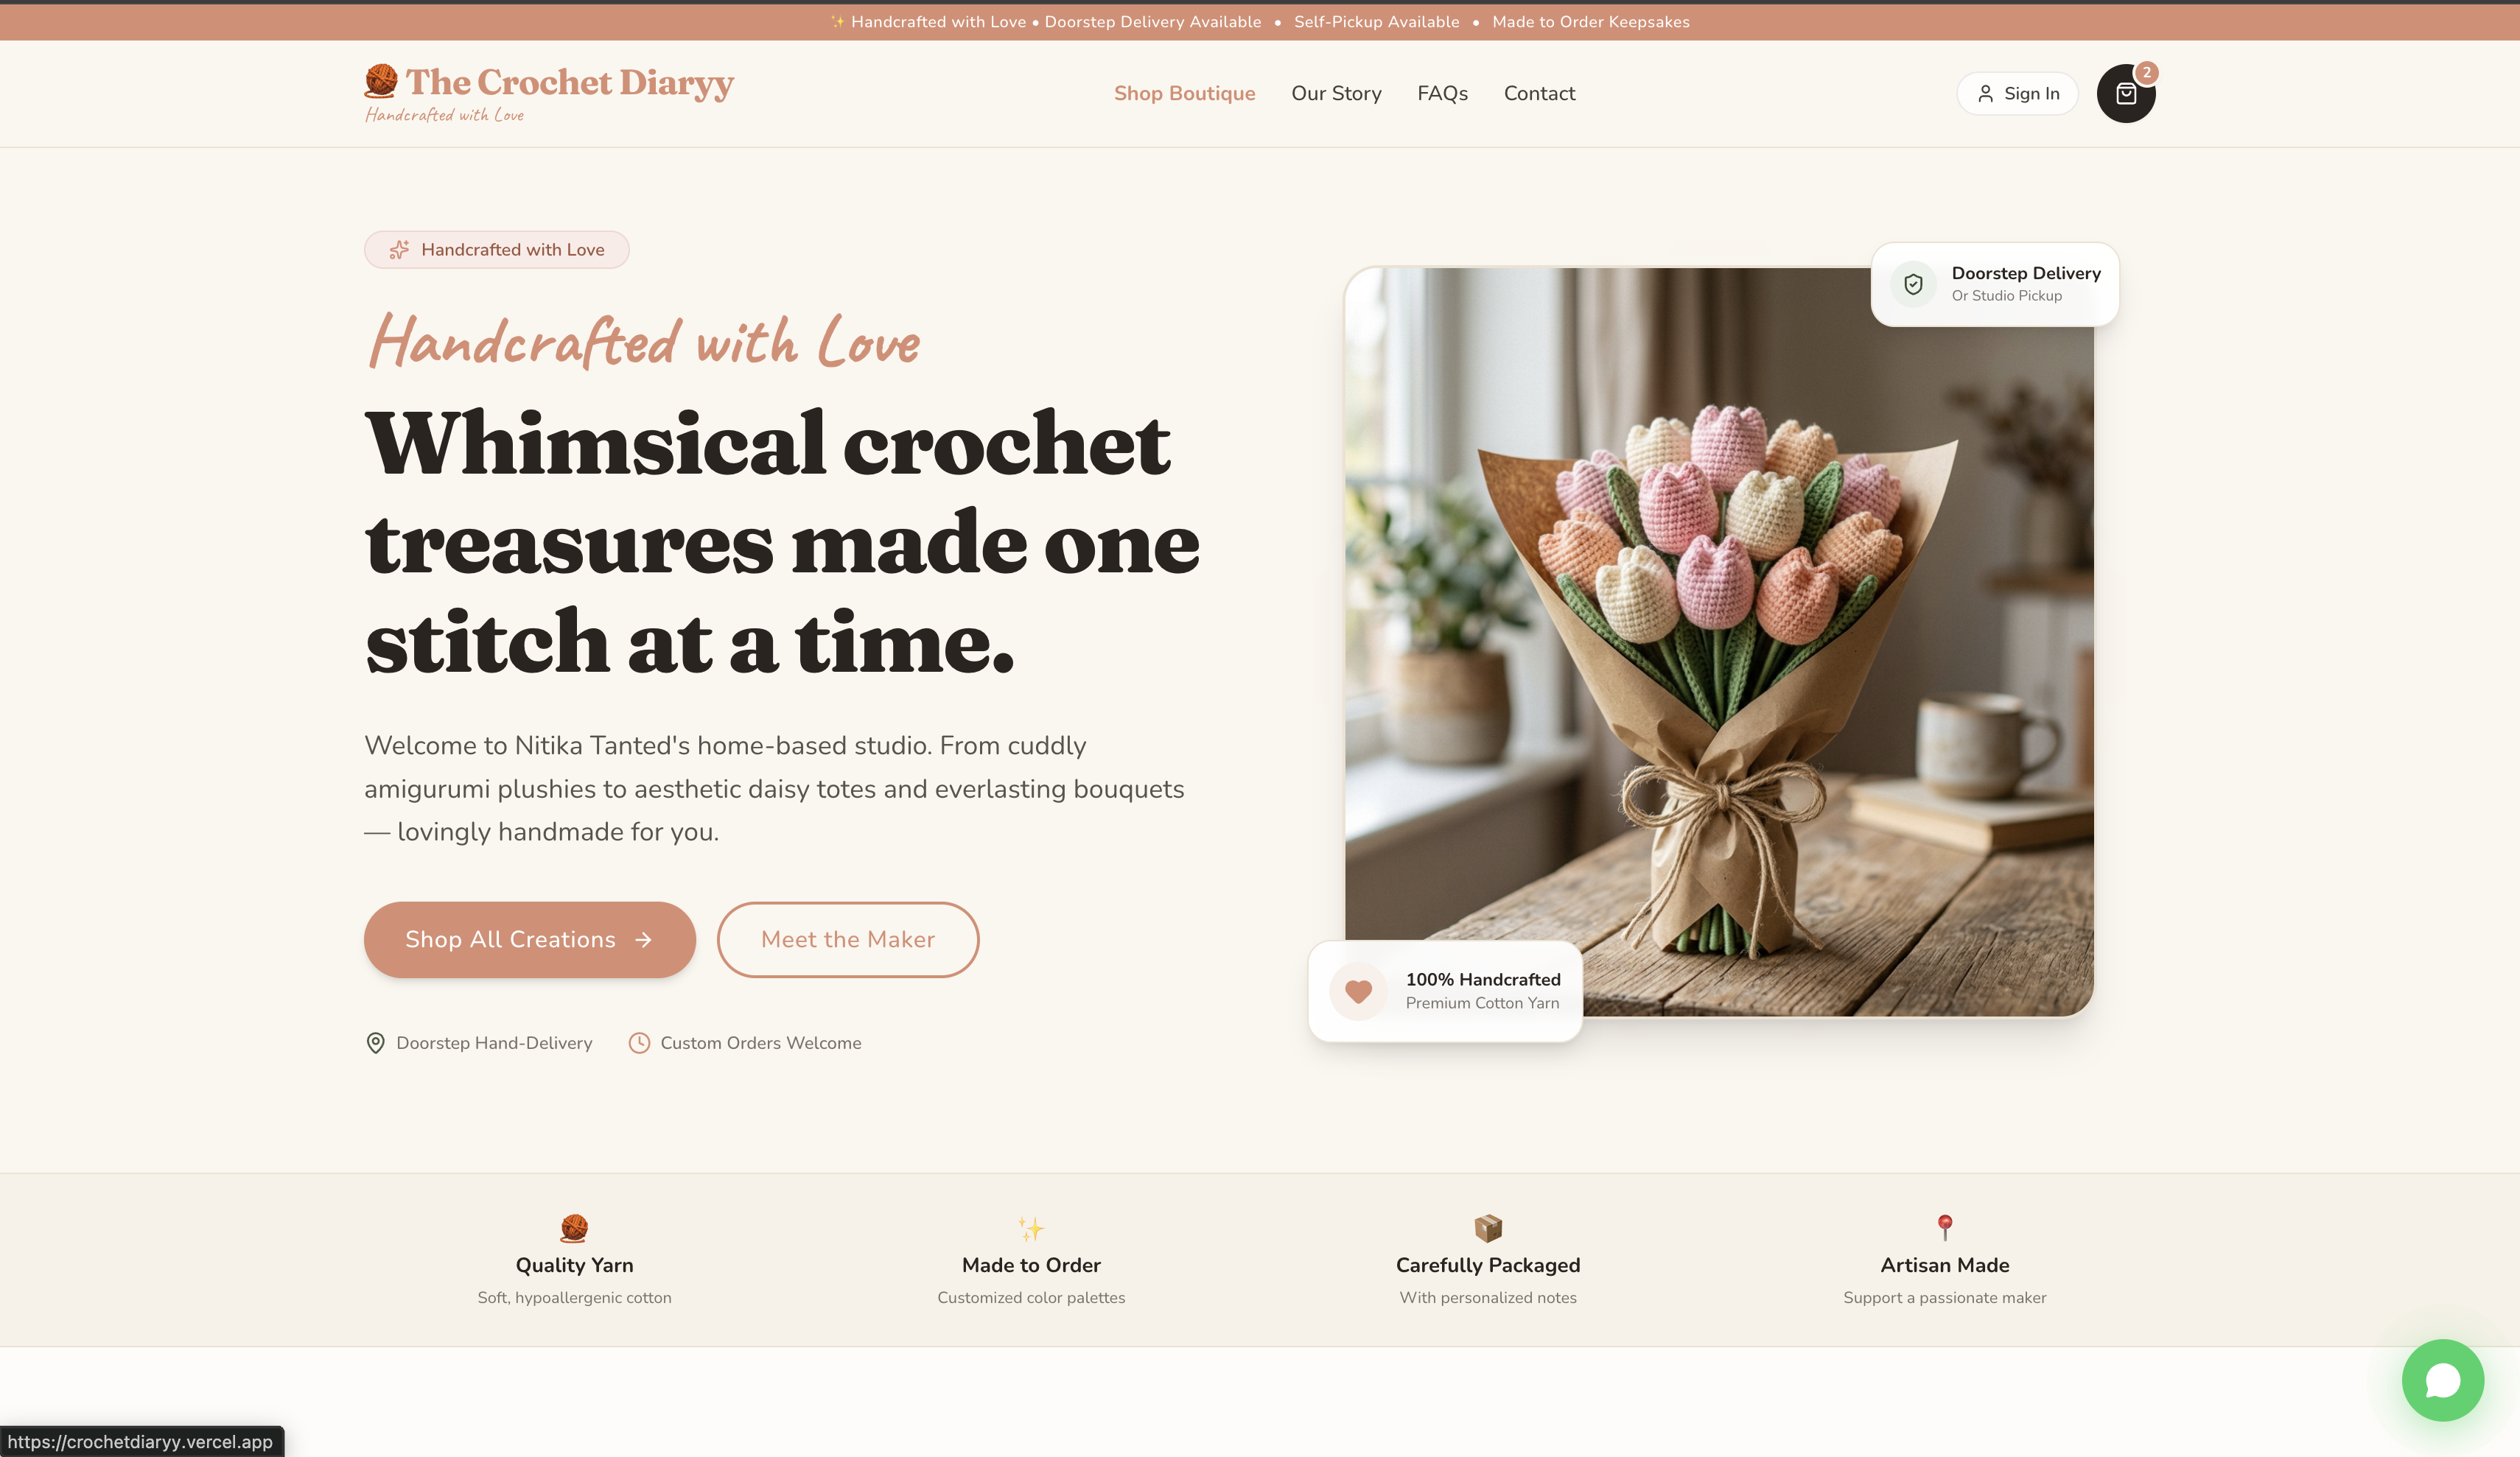 ✨ Handcrafted with Love • Doorstep Delivery Available • Self-Pickup Available • Made to Order Keepsakes
The Crochet Diaryy
Handcrafted with Love
Shop Boutique
Our Story
FAQs
Contact
Sign In
2
Handcrafted with Love
Handcrafted with Love
Whimsical crochet
treasures made one
stitch at a time.
Welcome to Nitika Tanted's home-based studio. From cuddly
amigurumi plushies to aesthetic daisy totes and everlasting bouquets
— lovingly handmade for you.
Shop All Creations
Meet the Maker
Doorstep Hand-Delivery
Custom Orders Welcome
Doorstep Delivery
Or Studio Pickup
100% Handcrafted
Premium Cotton Yarn
Quality Yarn
Soft, hypoallergenic cotton
Made to Order
Customized color palettes
Carefully Packaged
With personalized notes
Artisan Made
Support a passionate maker
https://crochetdiaryy.vercel.app